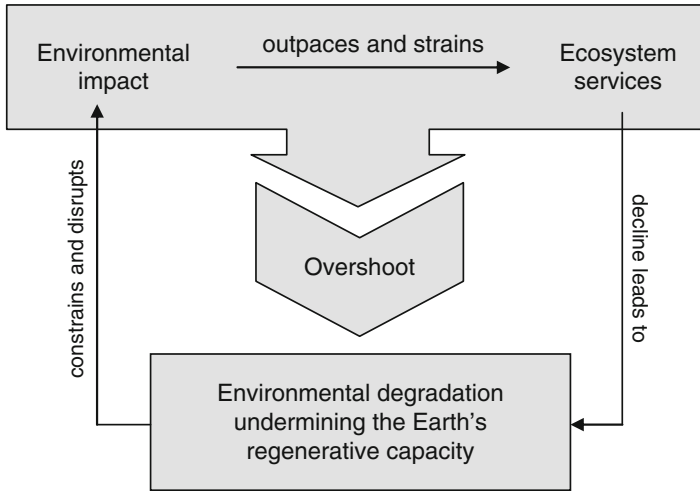 Environmental
impact
outpaces and strains
Ecosystem
services
constrains and disrupts
decline leads to
Overshoot
Environmental degradation
undermining the Earth's
regenerative capacity